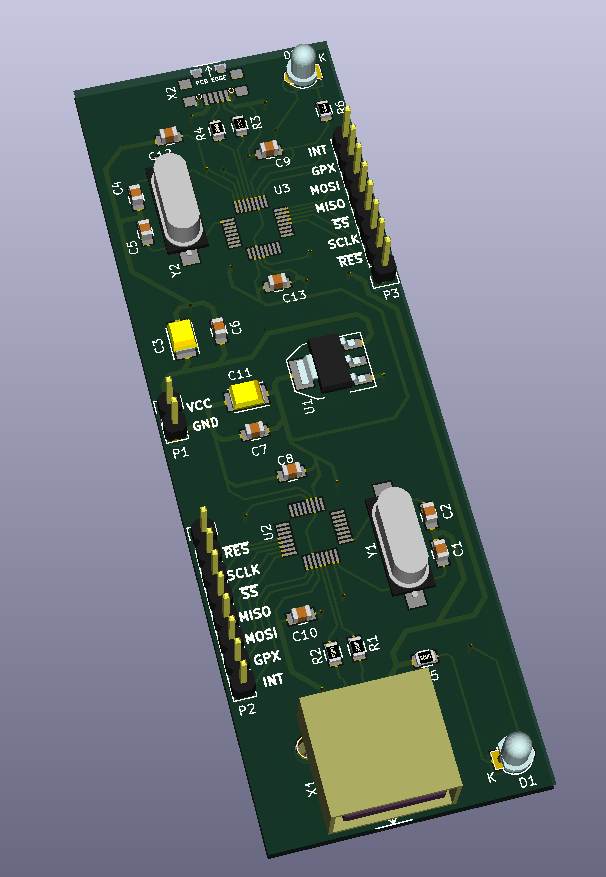 K
PCB EDGE
X2
R6
R4
R3
C12
C9
INT
GPX
MOSI
MISO
SS
SCLK
RES
P3
C4
C5
U3
Y2
C13
C3
C6
U1
C11
VCC
GND
P1
C7
C8
U2
RES
SCLK
SS
MISO
MOSI
GPX
INT
P2
Y1
C2
C1
C10
R2
R1
5
X1
K
D1